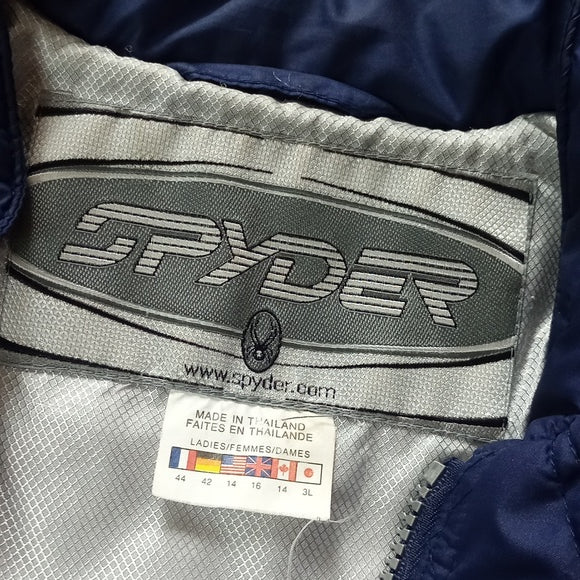 SPYDER
www.spyder.com
MADE IN THAILAND
FAITES EN THAILANDE
LADIES/FEMMES/DAMES
44 42 14 16 14 3L